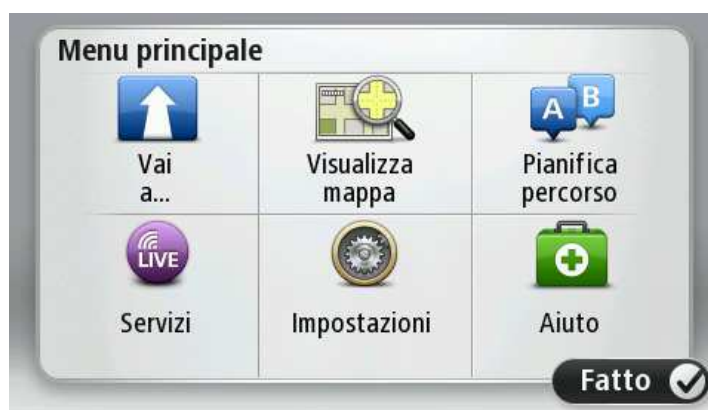 Menu principale
Vai
a...
Visualizza
mappa
A B
Pianifica
percorso
LIVE
Servizi
Impostazioni
Aiuto
Fatto